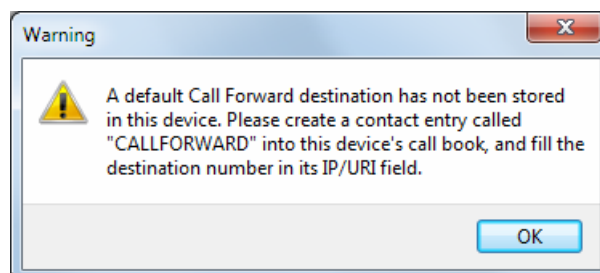 Warning
A default Call Forward destination has not been stored
in this device. Please create a contact entry called
"CALLFORWARD" into this device's call book, and fill the
destination number in its IP/URI field.
OK